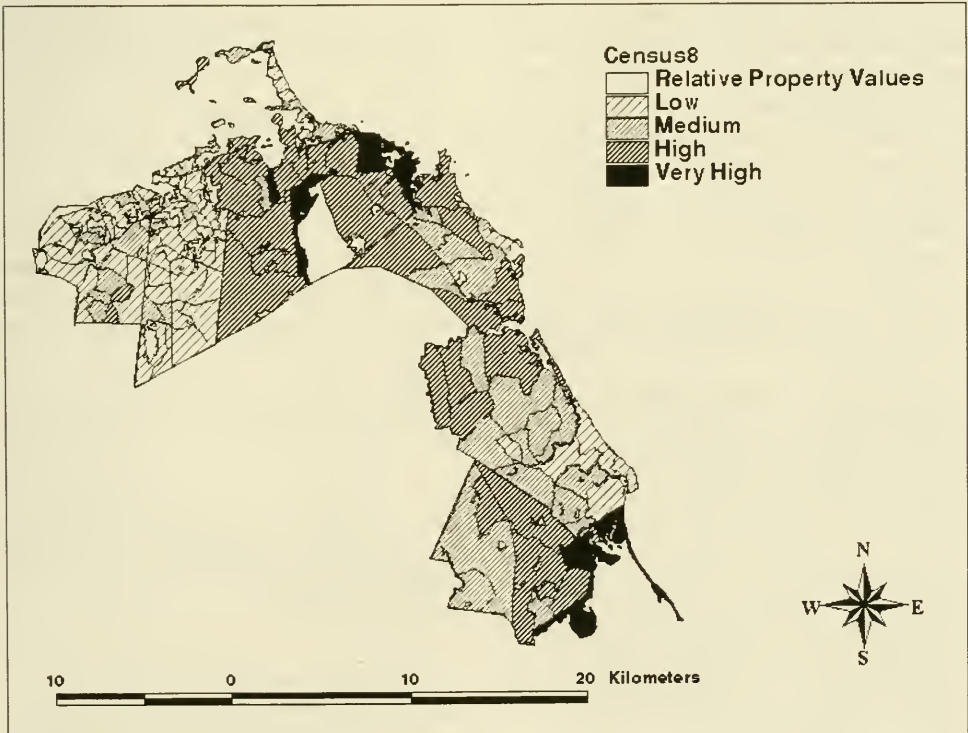 Census8
Relative Property Values
Low
Medium
High
Very High
N
W E
S
10 0 10 20 Kilometers